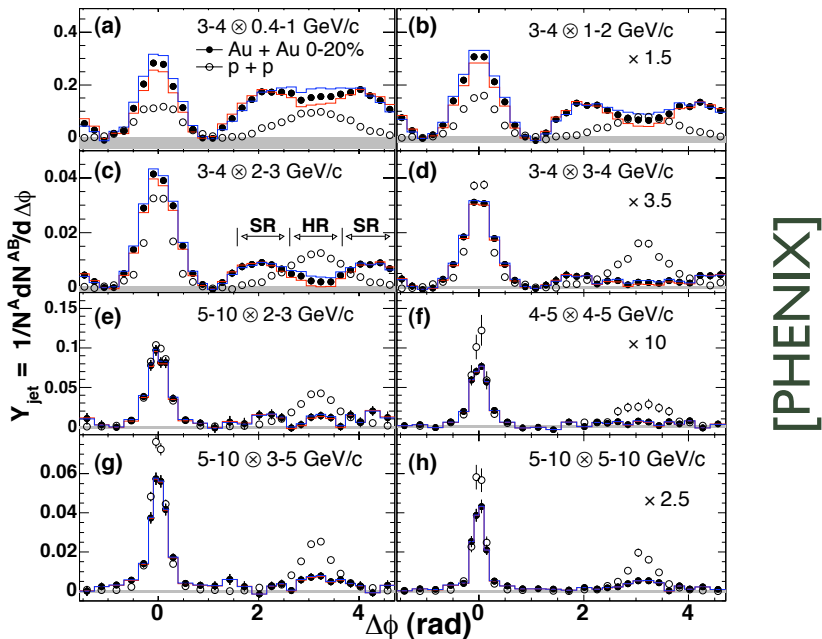 (a) 3-4 ⊗ 0.4-1 GeV/c
Au + Au 0-20%
p + p
(b) 3-4 ⊗ 1-2 GeV/c
× 1.5
0.4
0.2
0
(c) 3-4 ⊗ 2-3 GeV/c
SR HR SR
(d) 3-4 ⊗ 3-4 GeV/c
× 3.5
0.04
0.02
0
(e) 5-10 ⊗ 2-3 GeV/c
(f) 4-5 ⊗ 4-5 GeV/c
× 10
0.15
0.1
0.05
0
(g) 5-10 ⊗ 3-5 GeV/c
(h) 5-10 ⊗ 5-10 GeV/c
× 2.5
0.06
0.04
0.02
0
0 2 4 0 2 4
Δϕ (rad)
Y_jet = 1/N^A dN^AB/d Δϕ
[PHENIX]